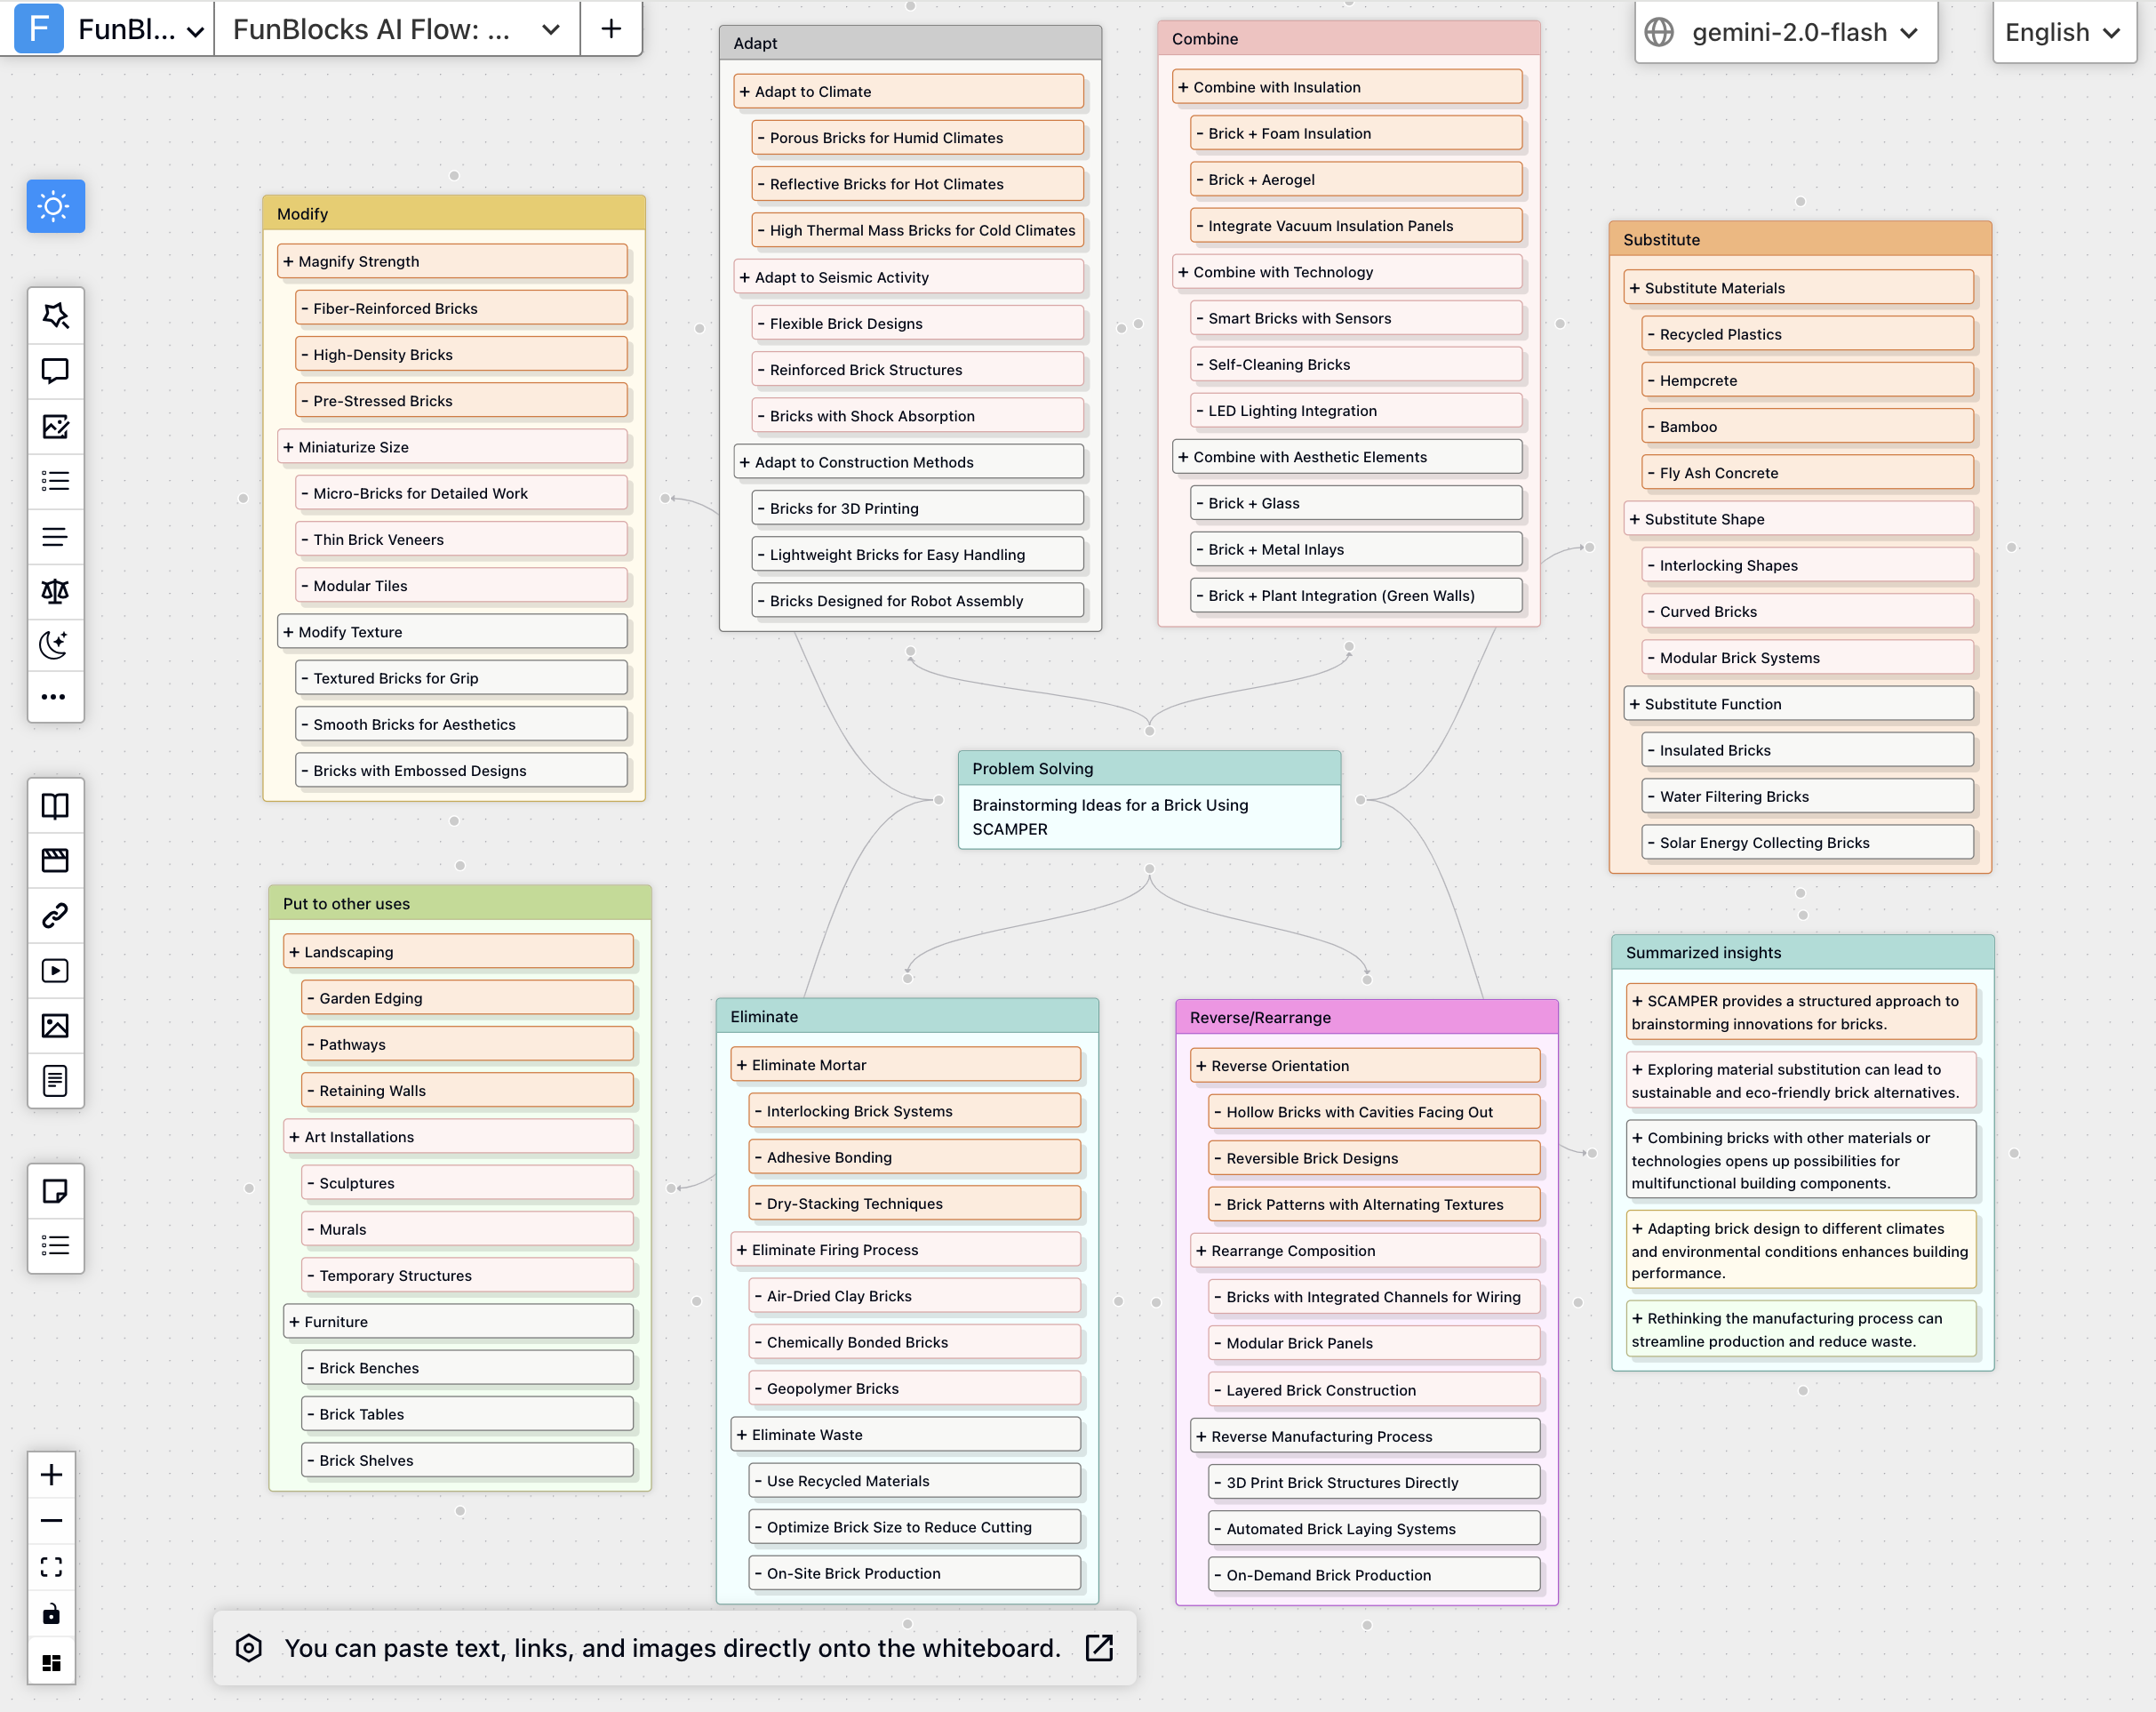 F FunBl... FunBlocks AI Flow: ... +
gemini-2.0-flash
English
Adapt
+ Adapt to Climate
- Porous Bricks for Humid Climates
- Reflective Bricks for Hot Climates
- High Thermal Mass Bricks for Cold Climates
+ Adapt to Seismic Activity
- Flexible Brick Designs
- Reinforced Brick Structures
- Bricks with Shock Absorption
+ Adapt to Construction Methods
- Bricks for 3D Printing
- Lightweight Bricks for Easy Handling
- Bricks Designed for Robot Assembly
Combine
+ Combine with Insulation
- Brick + Foam Insulation
- Brick + Aerogel
- Integrate Vacuum Insulation Panels
+ Combine with Technology
- Smart Bricks with Sensors
- Self-Cleaning Bricks
- LED Lighting Integration
+ Combine with Aesthetic Elements
- Brick + Glass
- Brick + Metal Inlays
- Brick + Plant Integration (Green Walls)
Modify
+ Magnify Strength
- Fiber-Reinforced Bricks
- High-Density Bricks
- Pre-Stressed Bricks
+ Miniaturize Size
- Micro-Bricks for Detailed Work
- Thin Brick Veneers
- Modular Tiles
+ Modify Texture
- Textured Bricks for Grip
- Smooth Bricks for Aesthetics
- Bricks with Embossed Designs
Substitute
+ Substitute Materials
- Recycled Plastics
- Hempcrete
- Bamboo
- Fly Ash Concrete
+ Substitute Shape
- Interlocking Shapes
- Curved Bricks
- Modular Brick Systems
+ Substitute Function
- Insulated Bricks
- Water Filtering Bricks
- Solar Energy Collecting Bricks
Problem Solving
Brainstorming Ideas for a Brick Using
SCAMPER
Put to other uses
+ Landscaping
- Garden Edging
- Pathways
- Retaining Walls
+ Art Installations
- Sculptures
- Murals
- Temporary Structures
+ Furniture
- Brick Benches
- Brick Tables
- Brick Shelves
Eliminate
+ Eliminate Mortar
- Interlocking Brick Systems
- Adhesive Bonding
- Dry-Stacking Techniques
+ Eliminate Firing Process
- Air-Dried Clay Bricks
- Chemically Bonded Bricks
- Geopolymer Bricks
+ Eliminate Waste
- Use Recycled Materials
- Optimize Brick Size to Reduce Cutting
- On-Site Brick Production
Reverse/Rearrange
+ Reverse Orientation
- Hollow Bricks with Cavities Facing Out
- Reversible Brick Designs
- Brick Patterns with Alternating Textures
+ Rearrange Composition
- Bricks with Integrated Channels for Wiring
- Modular Brick Panels
- Layered Brick Construction
+ Reverse Manufacturing Process
- 3D Print Brick Structures Directly
- Automated Brick Laying Systems
- On-Demand Brick Production
Summarized insights
+ SCAMPER provides a structured approach to
brainstorming innovations for bricks.
+ Exploring material substitution can lead to
sustainable and eco-friendly brick alternatives.
+ Combining bricks with other materials or
technologies opens up possibilities for
multifunctional building components.
+ Adapting brick design to different climates
and environmental conditions enhances building
performance.
+ Rethinking the manufacturing process can
streamline production and reduce waste.
You can paste text, links, and images directly onto the whiteboard.